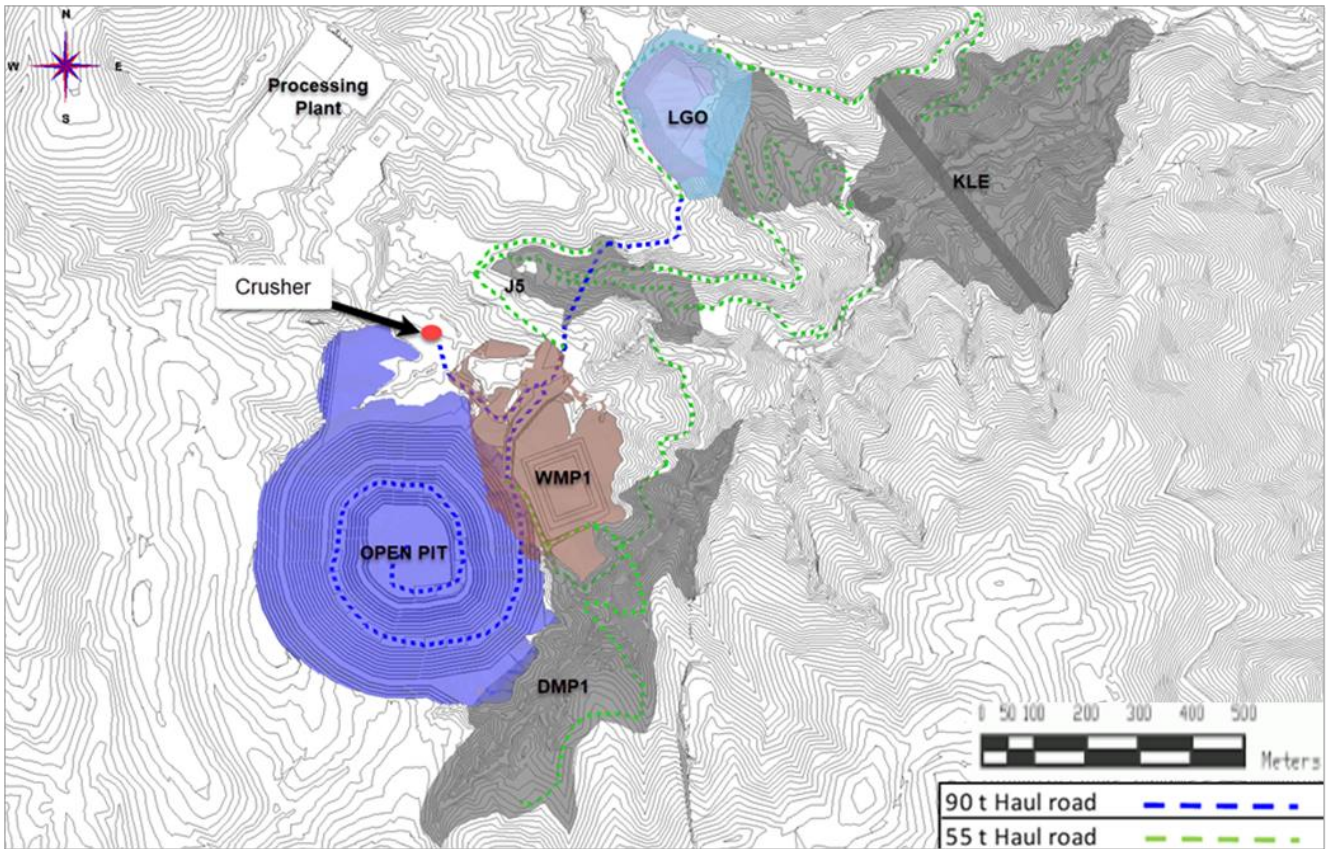 N
W E
S
Processing
Plant
LGO
KLE
J5
Crusher
WMP1
OPEN PIT
DMP1
0 50 100 200 300 400 500
Meters
90 t Haul road
55 t Haul road